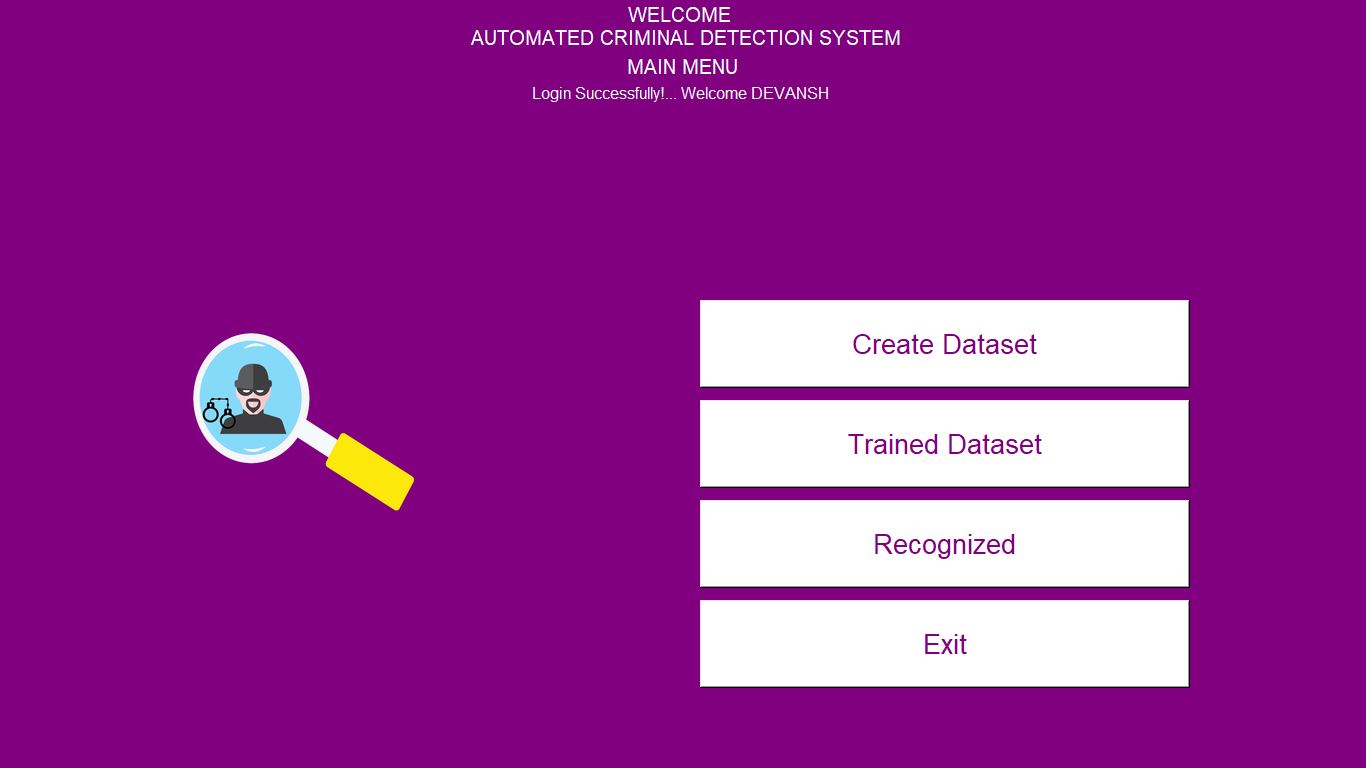 WELCOME
AUTOMATED CRIMINAL DETECTION SYSTEM
MAIN MENU
Login Successfully!... Welcome DEVANSH
Create Dataset
Trained Dataset
Recognized
Exit